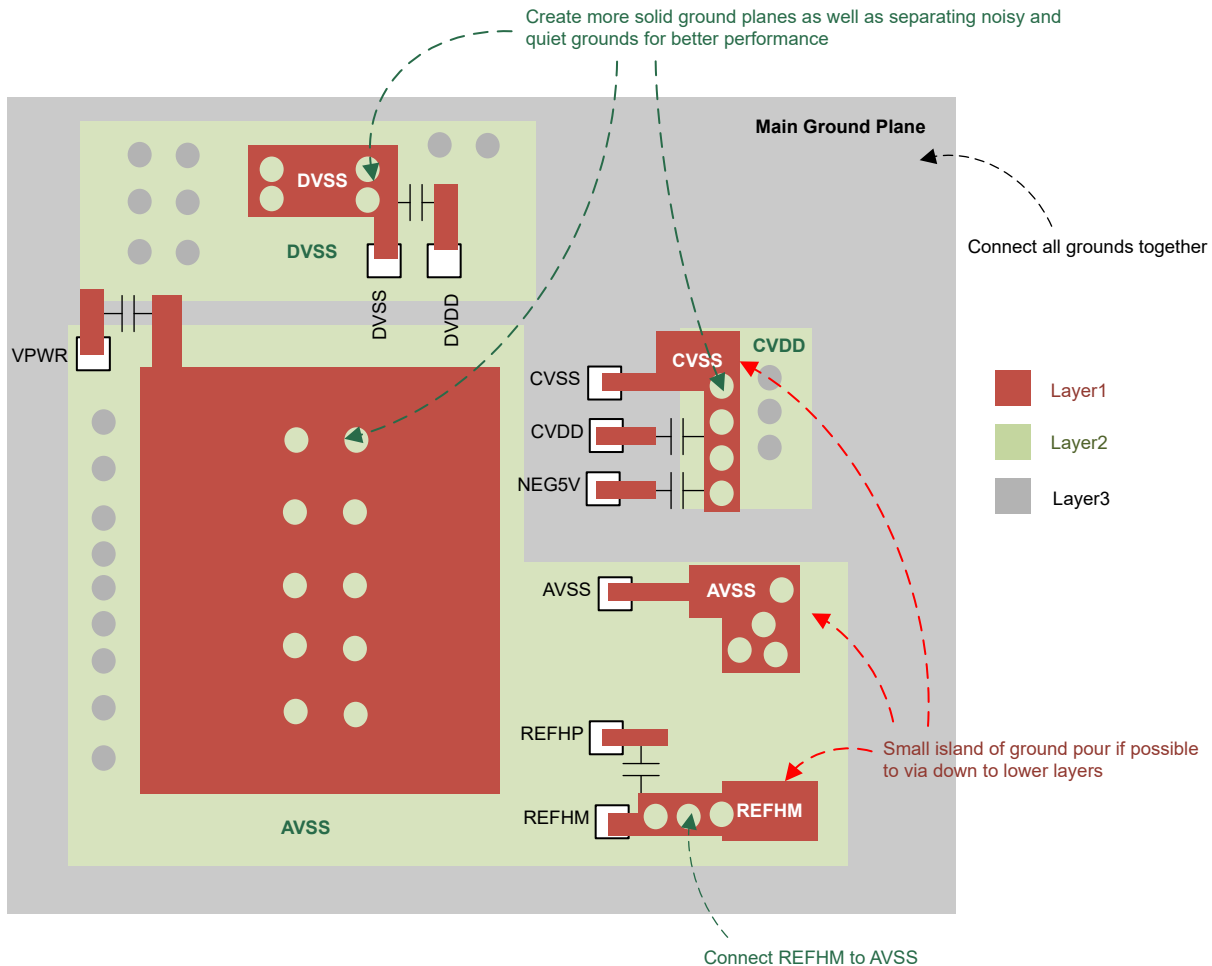 Create more solid ground planes as well as separating noisy and
quiet grounds for better performance
Main Ground Plane
Connect all grounds together
DVSS
DVSS
DVSS
DVDD
VPWR
CVSS
CVDD
CVSS
CVDD
NEG5V
Layer1
Layer2
Layer3
AVSS
AVSS
REFHP
Small island of ground pour if possible
to via down to lower layers
REFHM
REFHM
AVSS
Connect REFHM to AVSS